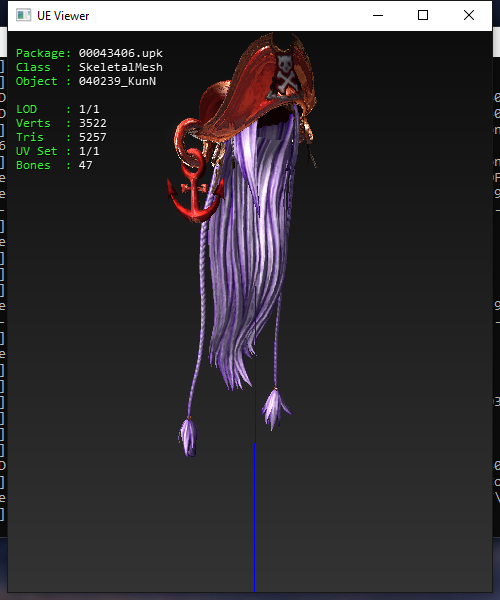 UE Viewer
Package: 00043406.upk
Class  : SkeletalMesh
Object : 040239_KunN
LOD    : 1/1
Verts  : 3522
Tris   : 5257
UV Set : 1/1
Bones  : 47